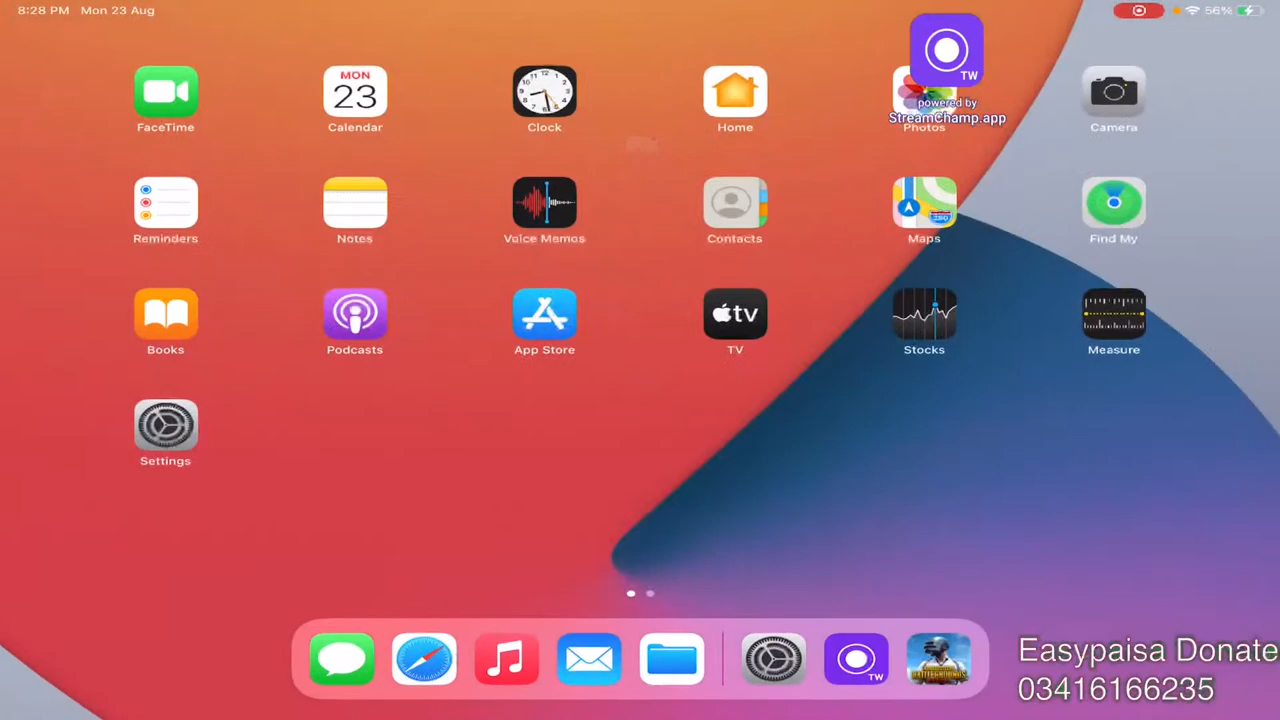 8:28 PM Mon 23 Aug
56%
TW
powered by
StreamChamp.app
MON
23
FaceTime
Calendar
Clock
Home
Photos
Camera
Reminders
Notes
Voice Memos
Contacts
Maps
Find My
tv
Books
Podcasts
App Store
TV
Stocks
Measure
Settings
TW
BATTLEGROUNDS
Easypaisa Donate
03416166235